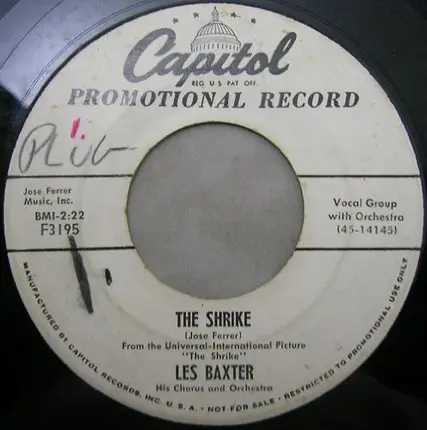 Capitol
REG. U.S. PAT. OFF.
PROMOTIONAL RECORD
Jose Ferrer
Music, Inc.
BMI-2:22
F3195
Vocal Group
with Orchestra
(45-14145)
THE SHRIKE
(Jose Ferrer)
From the Universal-International Picture
"The Shrike"
LES BAXTER
His Chorus and Orchestra
MANUFACTURED BY CAPITOL RECORDS, INC. U.S.A. • NOT FOR SALE • RESTRICTED TO PROMOTIONAL USE ONLY